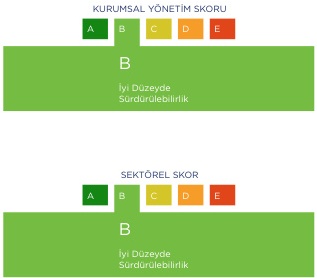 KURUMSAL YÖNETİM SKORU
A B C D E
B
İyi Düzeyde
Sürdürülebilirlik
SEKTÖREL SKOR
A B C D E
B
İyi Düzeyde
Sürdürülebilirlik